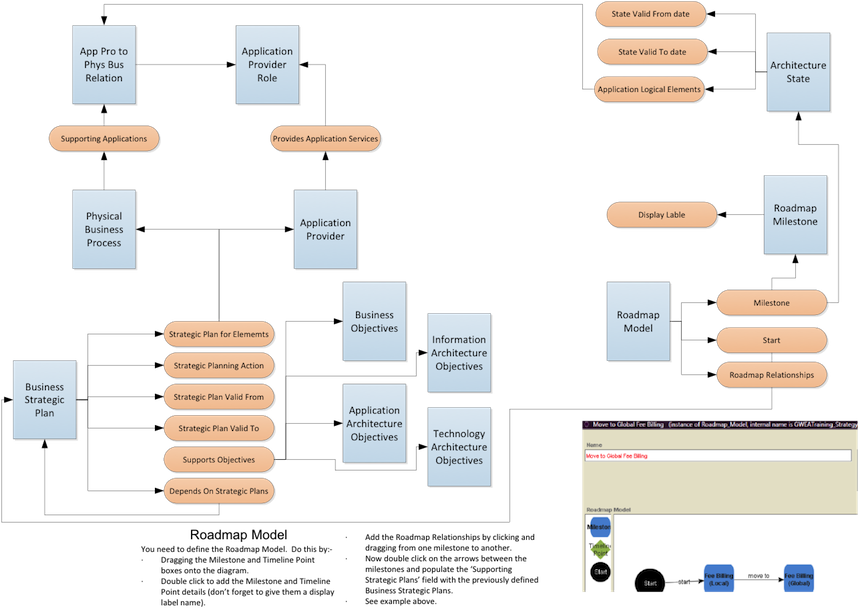 State Valid From date
App Pro to
Phys Bus
Relation
Application
Provider
Role
State Valid To date
Architecture
State
Application Logical Elements
Supporting Applications
Provides Application Services
Physical
Business
Process
Application
Provider
Display Lable
Roadmap
Milestone
Roadmap
Model
Milestone
Start
Roadmap Relationships
Business
Objectives
Information
Architecture
Objectives
Strategic Plan for Elememts
Strategic Planning Action
Strategic Plan Valid From
Strategic Plan Valid To
Supports Objectives
Depends On Strategic Plans
Business
Strategic
Plan
Application
Architecture
Objectives
Technology
Architecture
Objectives
Roadmap Model
You need to define the Roadmap Model. Do this by:-
· Dragging the Milestone and Timeline Point
boxes onto the diagram.
· Double click to add the Milestone and Timeline
Point details (don't forget to give them a display
label name).
· Add the Roadmap Relationships by clicking and
dragging from one milestone to another.
· Now double click on the arrows between the
milestones and populate the 'Supporting
Strategic Plans' field with the previously defined
Business Strategic Plans.
· See example above.
Move to Global Fee Billing (instance of Roadmap_Model, internal name is GWEATraining_Strategy
Name
Move to Global Fee Billing
Roadmap Model
Milestone
Timeline
Point
Start
Start
start
Fee Billing
(Local)
move to
Fee Billing
(Global)